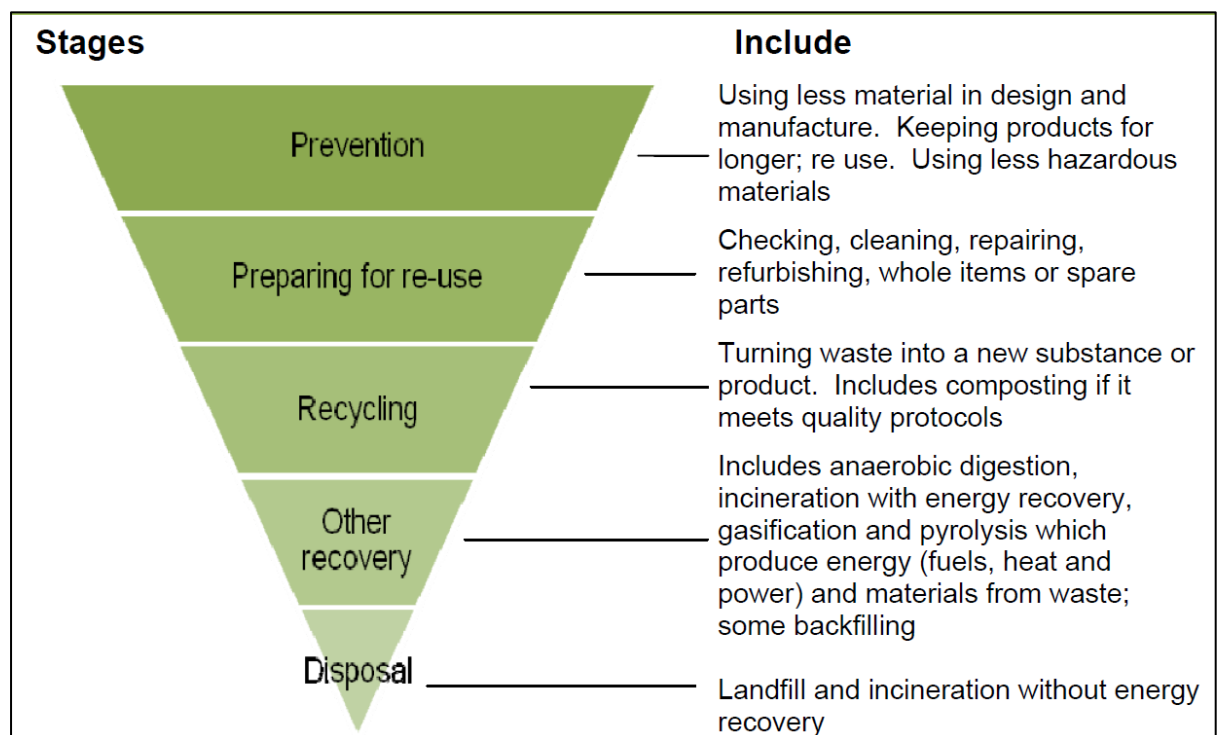 Stages
Include
Prevention
Using less material in design and
manufacture.  Keeping products for
longer; re use.  Using less hazardous
materials
Preparing for re-use
Checking, cleaning, repairing,
refurbishing, whole items or spare
parts
Recycling
Turning waste into a new substance or
product.  Includes composting if it
meets quality protocols
Other
recovery
Includes anaerobic digestion,
incineration with energy recovery,
gasification and pyrolysis which
produce energy (fuels, heat and
power) and materials from waste;
some backfilling
Disposal
Landfill and incineration without energy
recovery